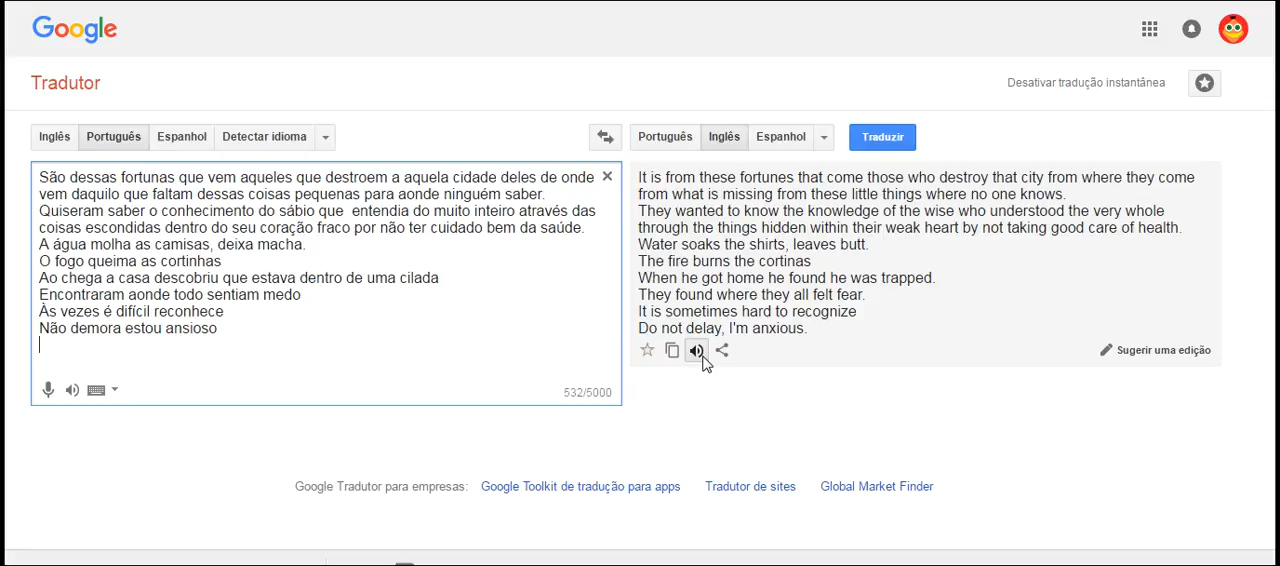 Google
Tradutor
Desativar tradução instantânea
Inglês Português Espanhol Detectar idioma
Português Inglês Espanhol Traduzir
São dessas fortunas que vem aqueles que destroem a aquela cidade deles de onde
vem daquilo que faltam dessas coisas pequenas para aonde ninguém saber.
Quiseram saber o conhecimento do sábio que entendia do muito inteiro através das
coisas escondidas dentro do seu coração fraco por não ter cuidado bem da saúde.
A água molha as camisas, deixa macha.
O fogo queima as cortinhas
Ao chega a casa descobriu que estava dentro de uma cilada
Encontraram aonde todo sentiam medo
Às vezes é difícil reconhece
Não demora estou ansioso
532/5000
It is from these fortunes that come those who destroy that city from where they come
from what is missing from these little things where no one knows.
They wanted to know the knowledge of the wise who understood the very whole
through the things hidden within their weak heart by not taking good care of health.
Water soaks the shirts, leaves butt.
The fire burns the cortinas
When he got home he found he was trapped.
They found where they all felt fear.
It is sometimes hard to recognize
Do not delay, I'm anxious.
Sugerir uma edição
Google Tradutor para empresas: Google Toolkit de tradução para apps Tradutor de sites Global Market Finder